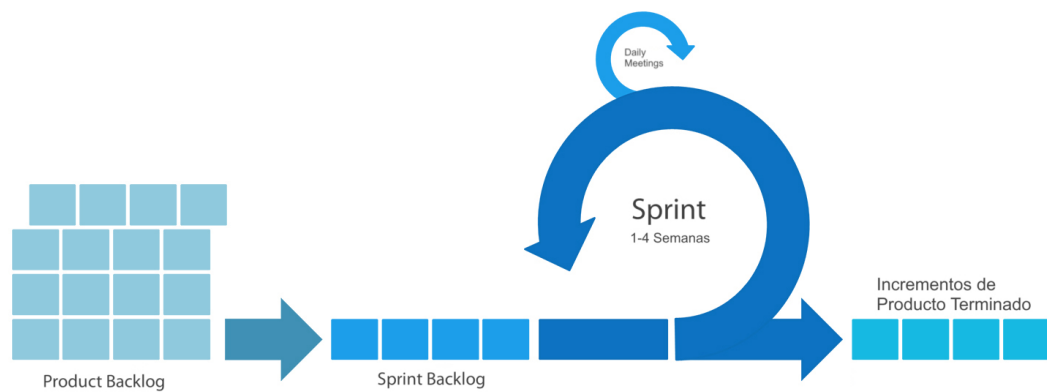 Daily
Meetings
Sprint
1-4 Semanas
Incrementos de
Producto Terminado
Product Backlog
Sprint Backlog